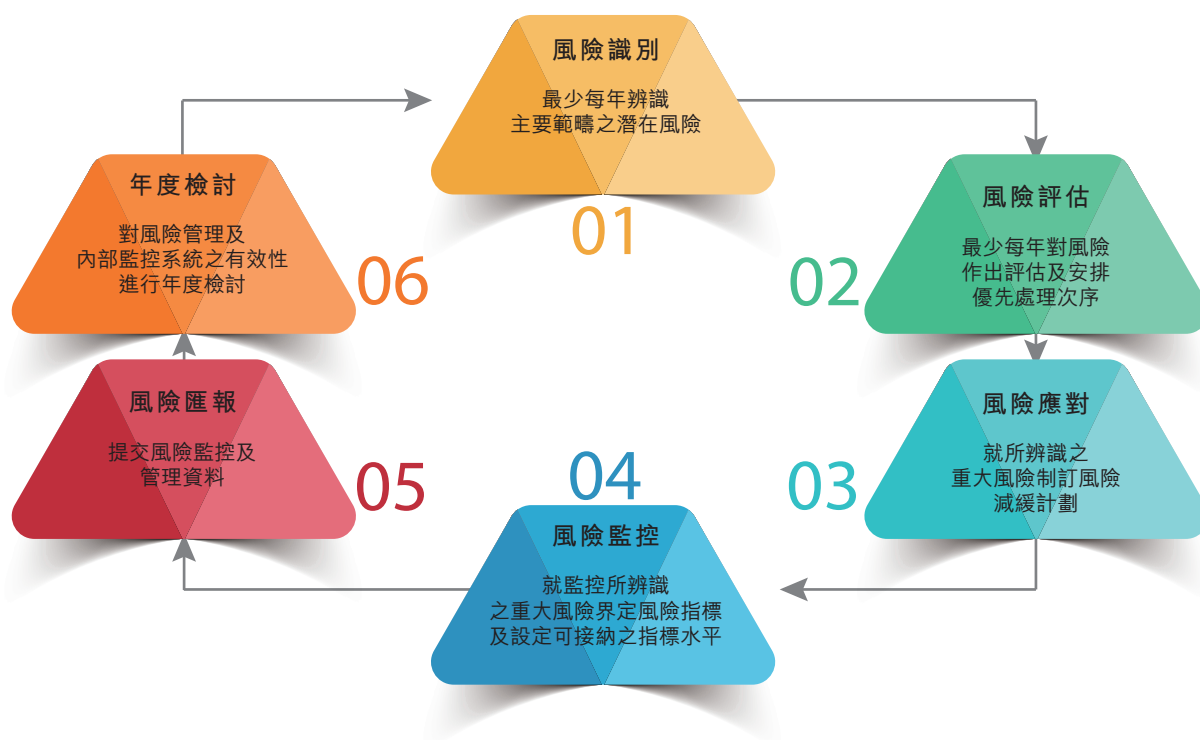 風險識別
最少每年辨識
主要範疇之潛在風險
01
風險評估
最少每年對風險
作出評估及安排
優先處理次序
02
風險應對
就所辨識之
重大風險制訂風險
減緩計劃
03
04
風險監控
就監控所辨識
之重大風險界定風險指標
及設定可接納之指標水平
風險匯報
提交風險監控及
管理資料
05
年度檢討
對風險管理及
內部監控系統之有效性
進行年度檢討
06